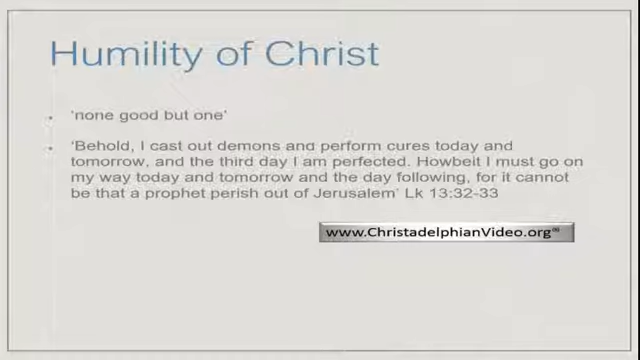 Humility of Christ
'none good but one'
'Behold, I cast out demons and perform cures today and
tomorrow, and the third day I am perfected. Howbeit I must go on
my way today and tomorrow and the day following, for it cannot
be that a prophet perish out of Jerusalem' Lk 13:32-33
www.ChristadelphianVideo.org